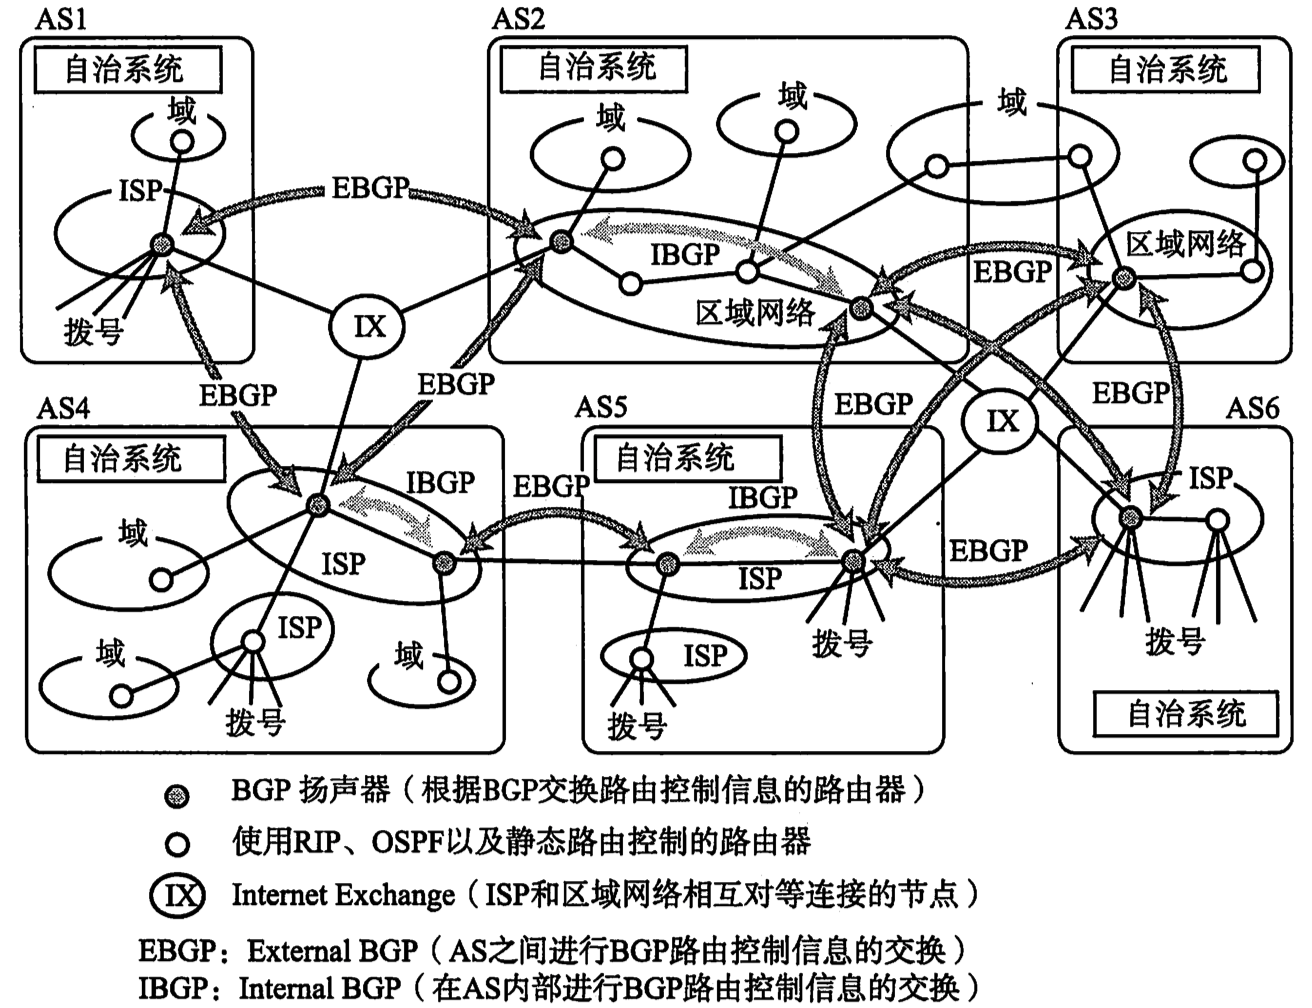 AS1
AS2
AS3
自治系统
自治系统
自治系统
域
域
域
域
ISP
EBGP
IBGP
区域网络
EBGP
区域网络
拨号
IX
EBGP
EBGP
EBGP
IX
EBGP
AS4
AS5
AS6
自治系统
自治系统
IBGP
EBGP
IBGP
ISP
域
ISP
ISP
EBGP
ISP
域
域
ISP
拨号
拨号
拨号
拨号
自治系统
BGP 扬声器（根据BGP交换路由控制信息的路由器）
使用RIP、OSPF以及静态路由控制的路由器
IX Internet Exchange（ISP和区域网络相互对等连接的节点）
EBGP：External BGP（AS之间进行BGP路由控制信息的交换）
IBGP：Internal BGP（在AS内部进行BGP路由控制信息的交换）